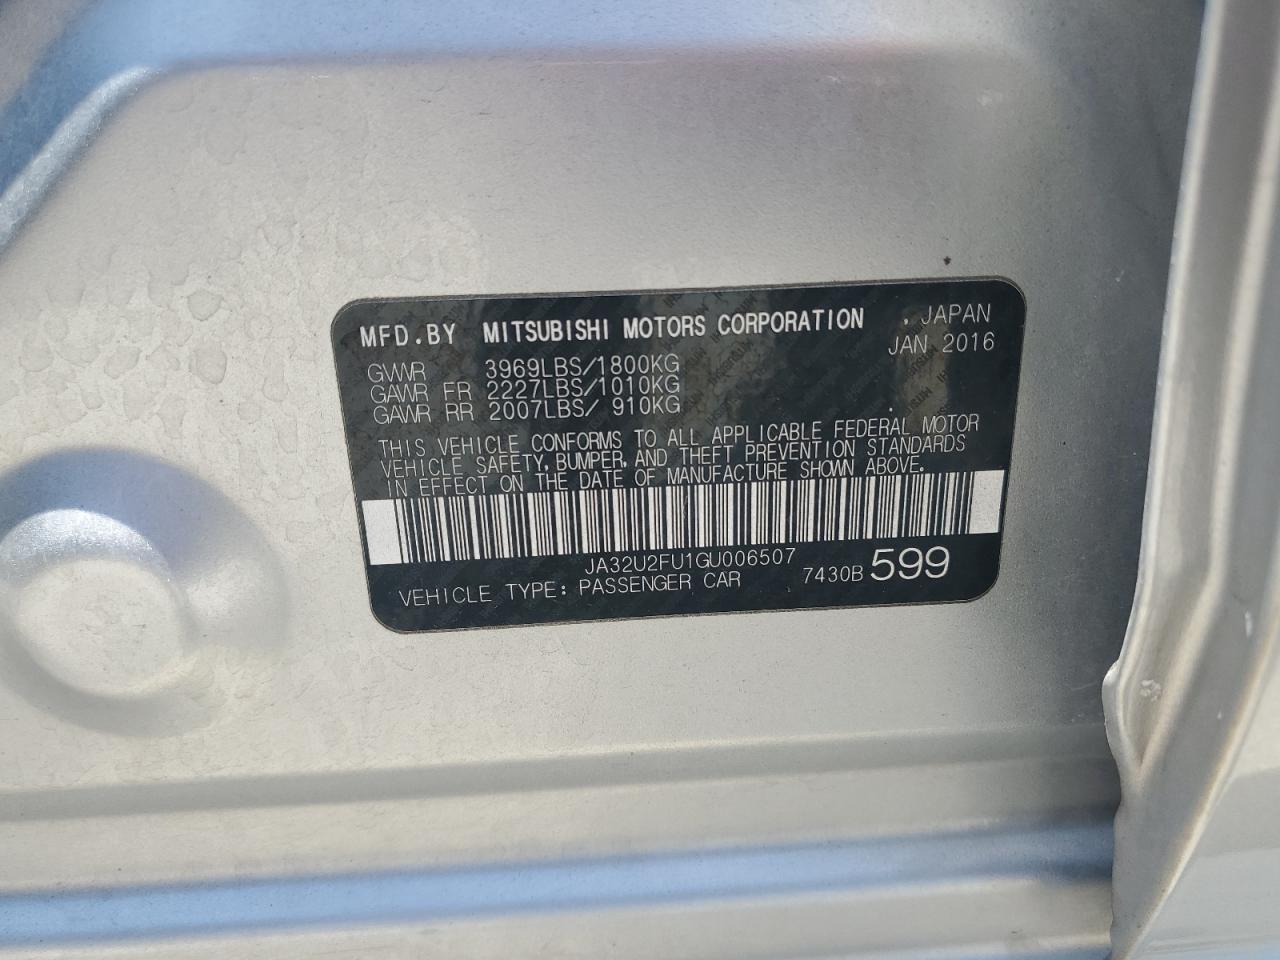 MFD.BY MITSUBISHI MOTORS CORPORATION , JAPAN
JAN 2016
GVWR 3969LBS/1800KG
GAWR FR 2227LBS/1010KG
GAWR RR 2007LBS/ 910KG
THIS VEHICLE CONFORMS TO ALL APPLICABLE FEDERAL MOTOR
VEHICLE SAFETY, BUMPER, AND THEFT PREVENTION STANDARDS
IN EFFECT ON THE DATE OF MANUFACTURE SHOWN ABOVE.
JA32U2FU1GU006507
VEHICLE TYPE: PASSENGER CAR 7430B 599